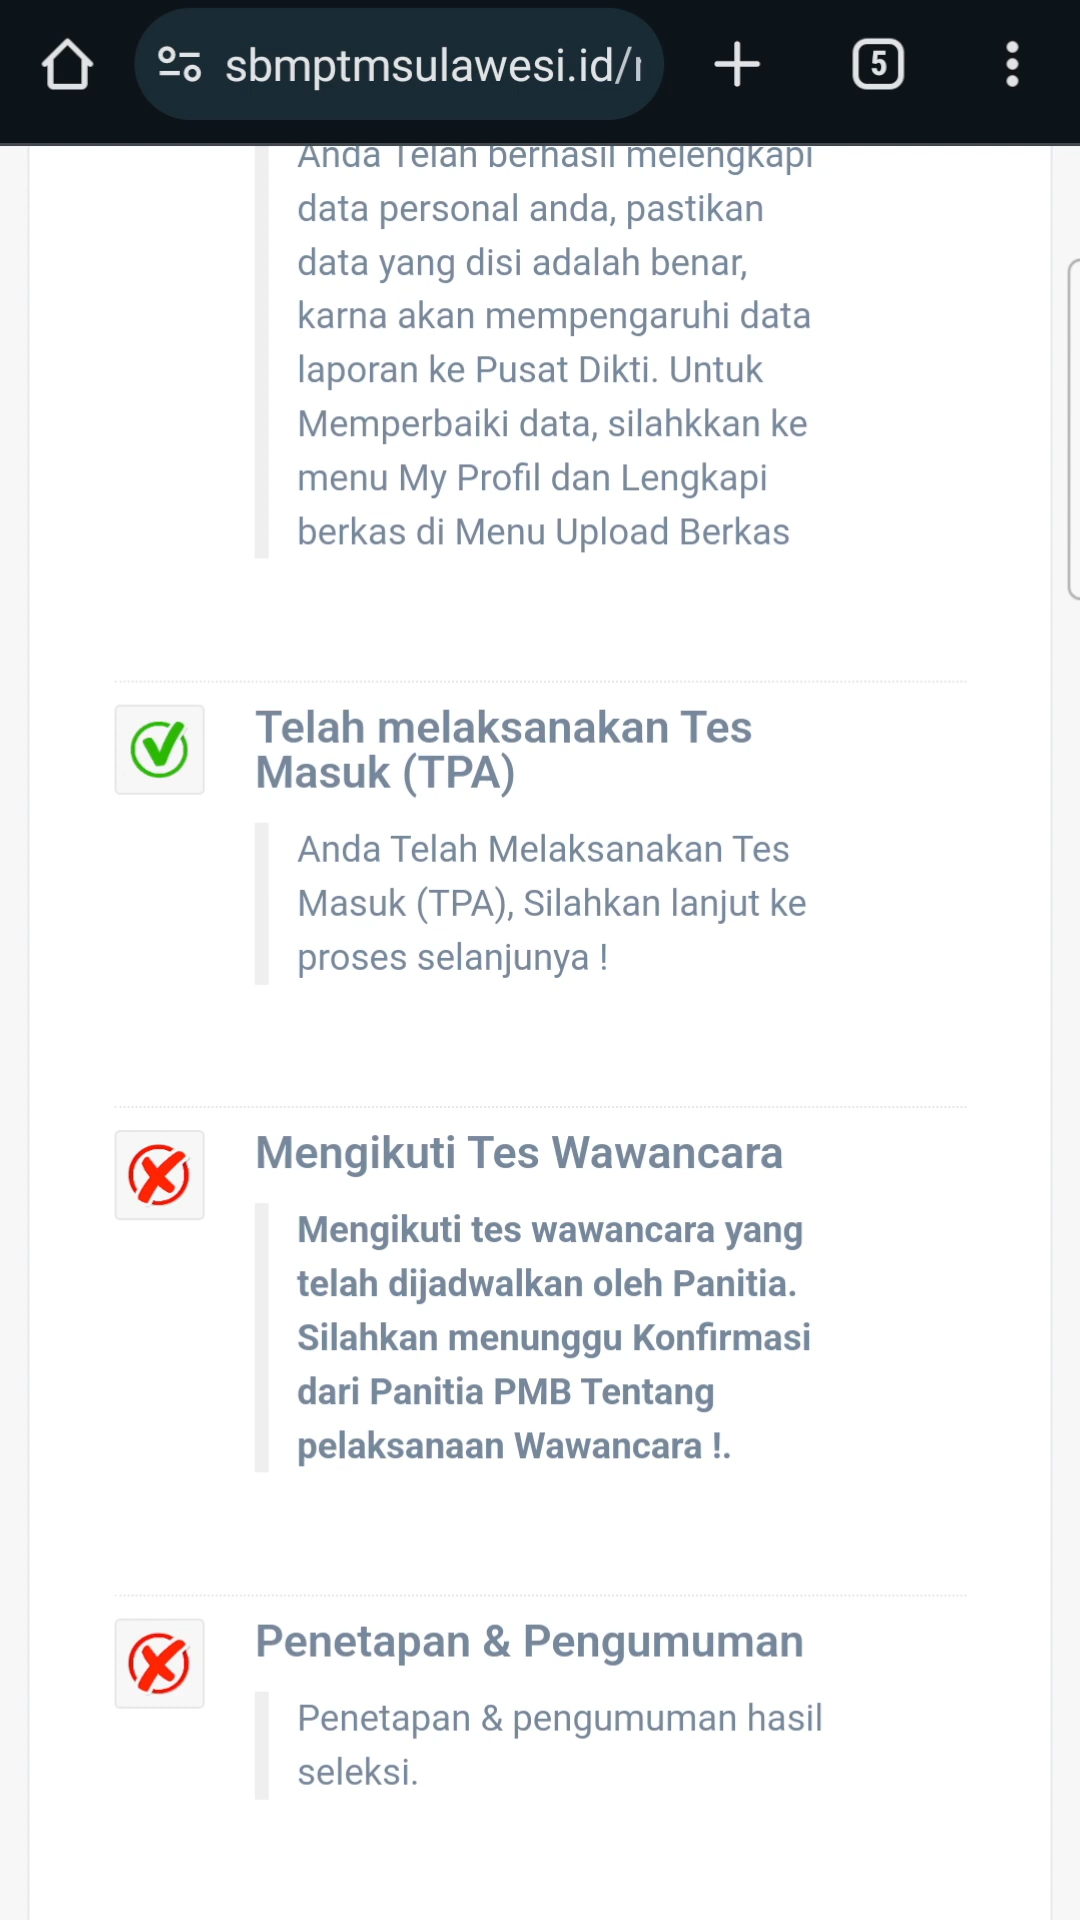 sbmptmsulawesi.id/
5
Anda Telah berhasil melengkapi
data personal anda, pastikan
data yang disi adalah benar,
karna akan mempengaruhi data
laporan ke Pusat Dikti. Untuk
Memperbaiki data, silahkkan ke
menu My Profil dan Lengkapi
berkas di Menu Upload Berkas
Telah melaksanakan Tes
Masuk (TPA)
Anda Telah Melaksanakan Tes
Masuk (TPA), Silahkan lanjut ke
proses selanjunya !
Mengikuti Tes Wawancara
Mengikuti tes wawancara yang
telah dijadwalkan oleh Panitia.
Silahkan menunggu Konfirmasi
dari Panitia PMB Tentang
pelaksanaan Wawancara !.
Penetapan & Pengumuman
Penetapan & pengumuman hasil
seleksi.